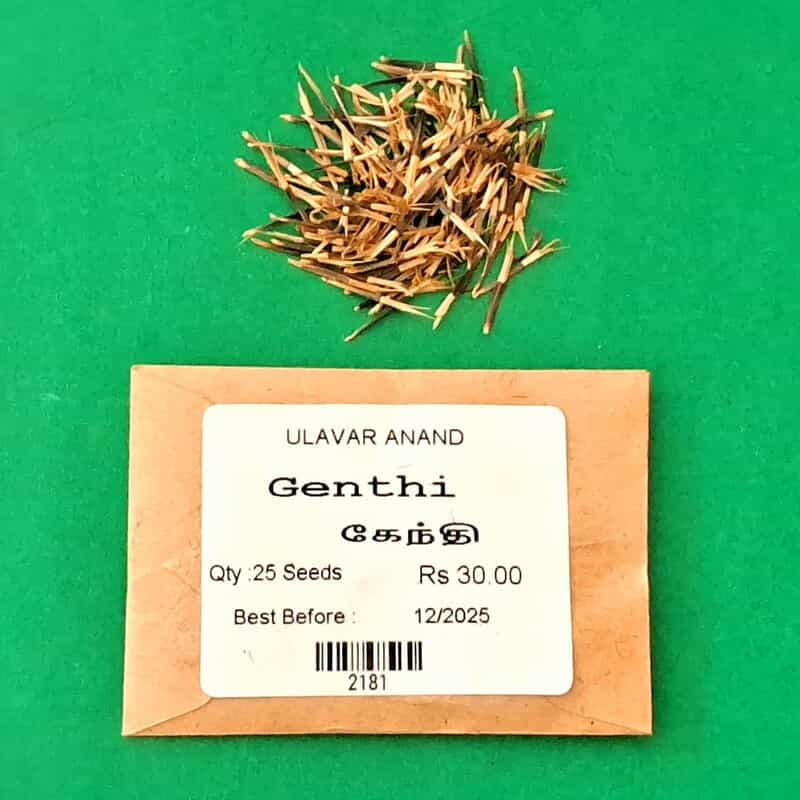 ULAVAR ANAND
Genthi
கேந்தி
Qty :25 Seeds Rs 30.00
Best Before : 12/2025
2181